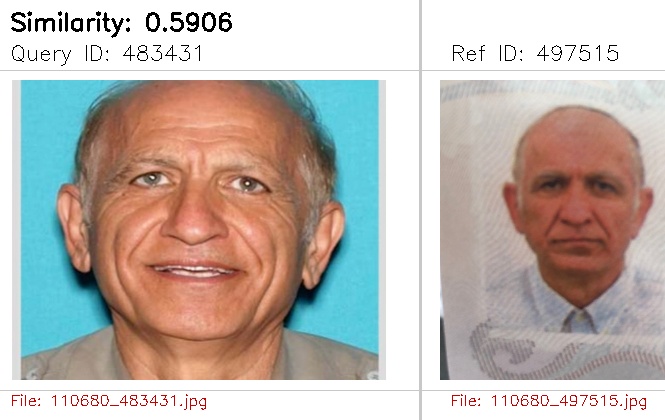 Similarity: 0.5906
Query ID: 483431
Ref ID: 497515
File: 110680_483431.jpg
File: 110680_497515.jpg